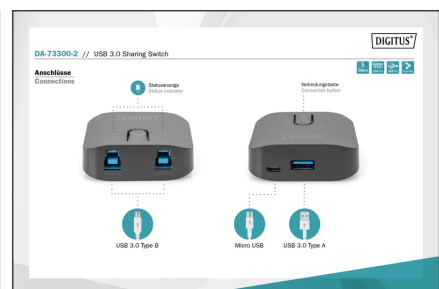 DIGITUS®
DA-73300-2 // USB 3.0 Sharing Switch
Anschlüsse
Connections
Statusanzeige
Status indicator
Verbindungstaste
Connection button
USB 3.0 Type B
Micro USB
USB 3.0 Type A